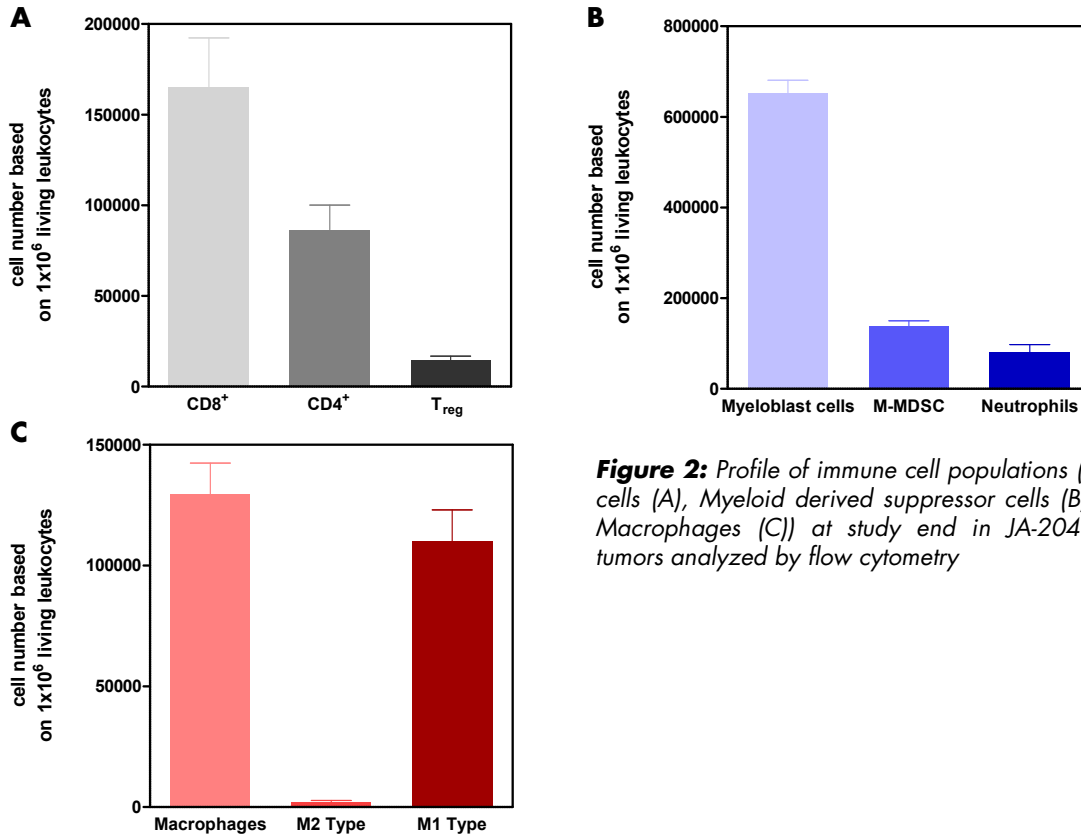 A
200000
150000
100000
50000
0
cell number based
on 1x10⁶ living leukocytes
CD8⁺ CD4⁺ Treg
B
800000
600000
400000
200000
0
cell number based
on 1x10⁶ living leukocytes
Myeloblast cells M-MDSC Neutrophils
C
150000
100000
50000
0
cell number based
on 1x10⁶ living leukocytes
Macrophages M2 Type M1 Type
Figure 2: Profile of immune cell populations (
cells (A), Myeloid derived suppressor cells (B)
Macrophages (C)) at study end in JA-204
tumors analyzed by flow cytometry